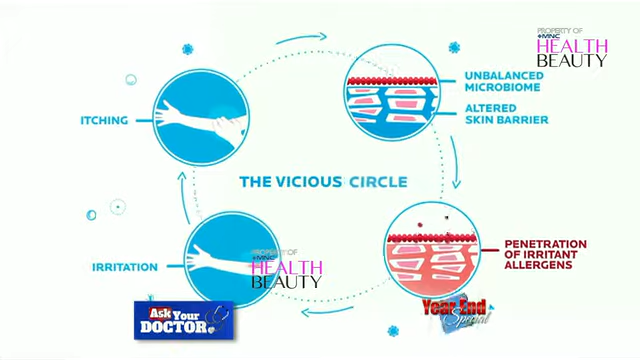 PROPERTY OF
MNC
HEALTH
BEAUTY
UNBALANCED
MICROBIOME
ALTERED
SKIN BARRIER
ITCHING
THE VICIOUS CIRCLE
PENETRATION
OF IRRITANT
ALLERGENS
IRRITATION
PROPERTY OF
MNC
HEALTH
BEAUTY
Ask Your
DOCTOR
Year End
Special